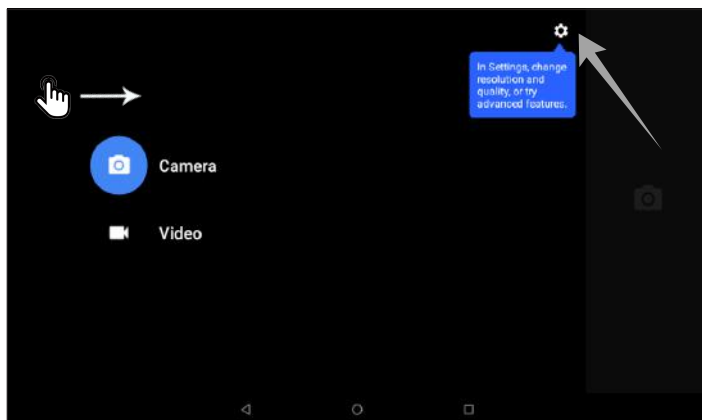 In Settings, change
resolution and
quality, or try
advanced features.
Camera
Video